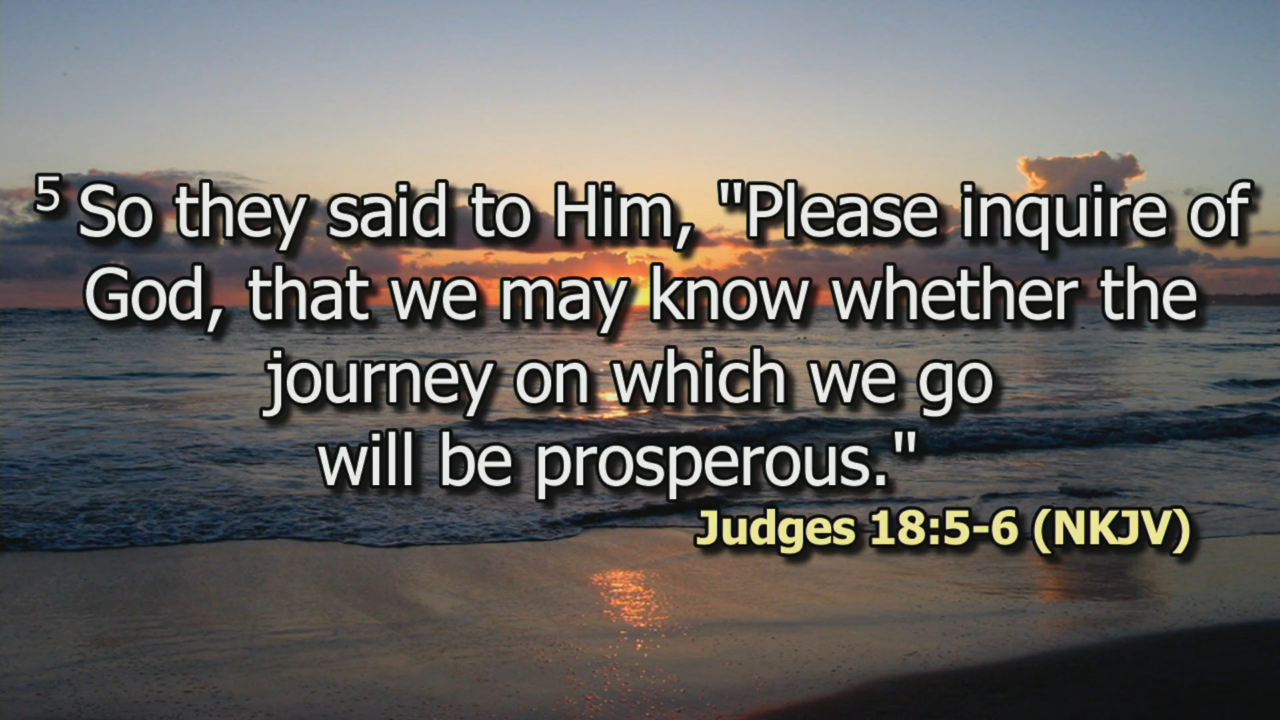 5 So they said to Him, "Please inquire of
God, that we may know whether the
journey on which we go
will be prosperous."
Judges 18:5-6 (NKJV)